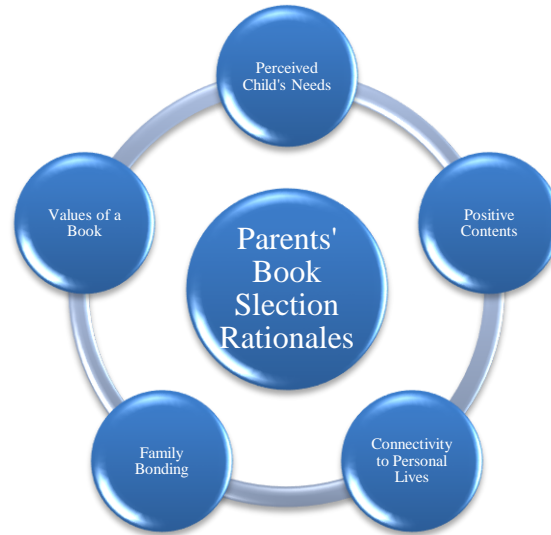 Perceived
Child's Needs
Values of a
Book
Positive
Contents
Parents'
Book
Slection
Rationales
Family
Bonding
Connectivity
to Personal
Lives